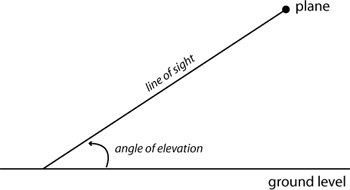 plane
line of sight
angle of elevation
ground level